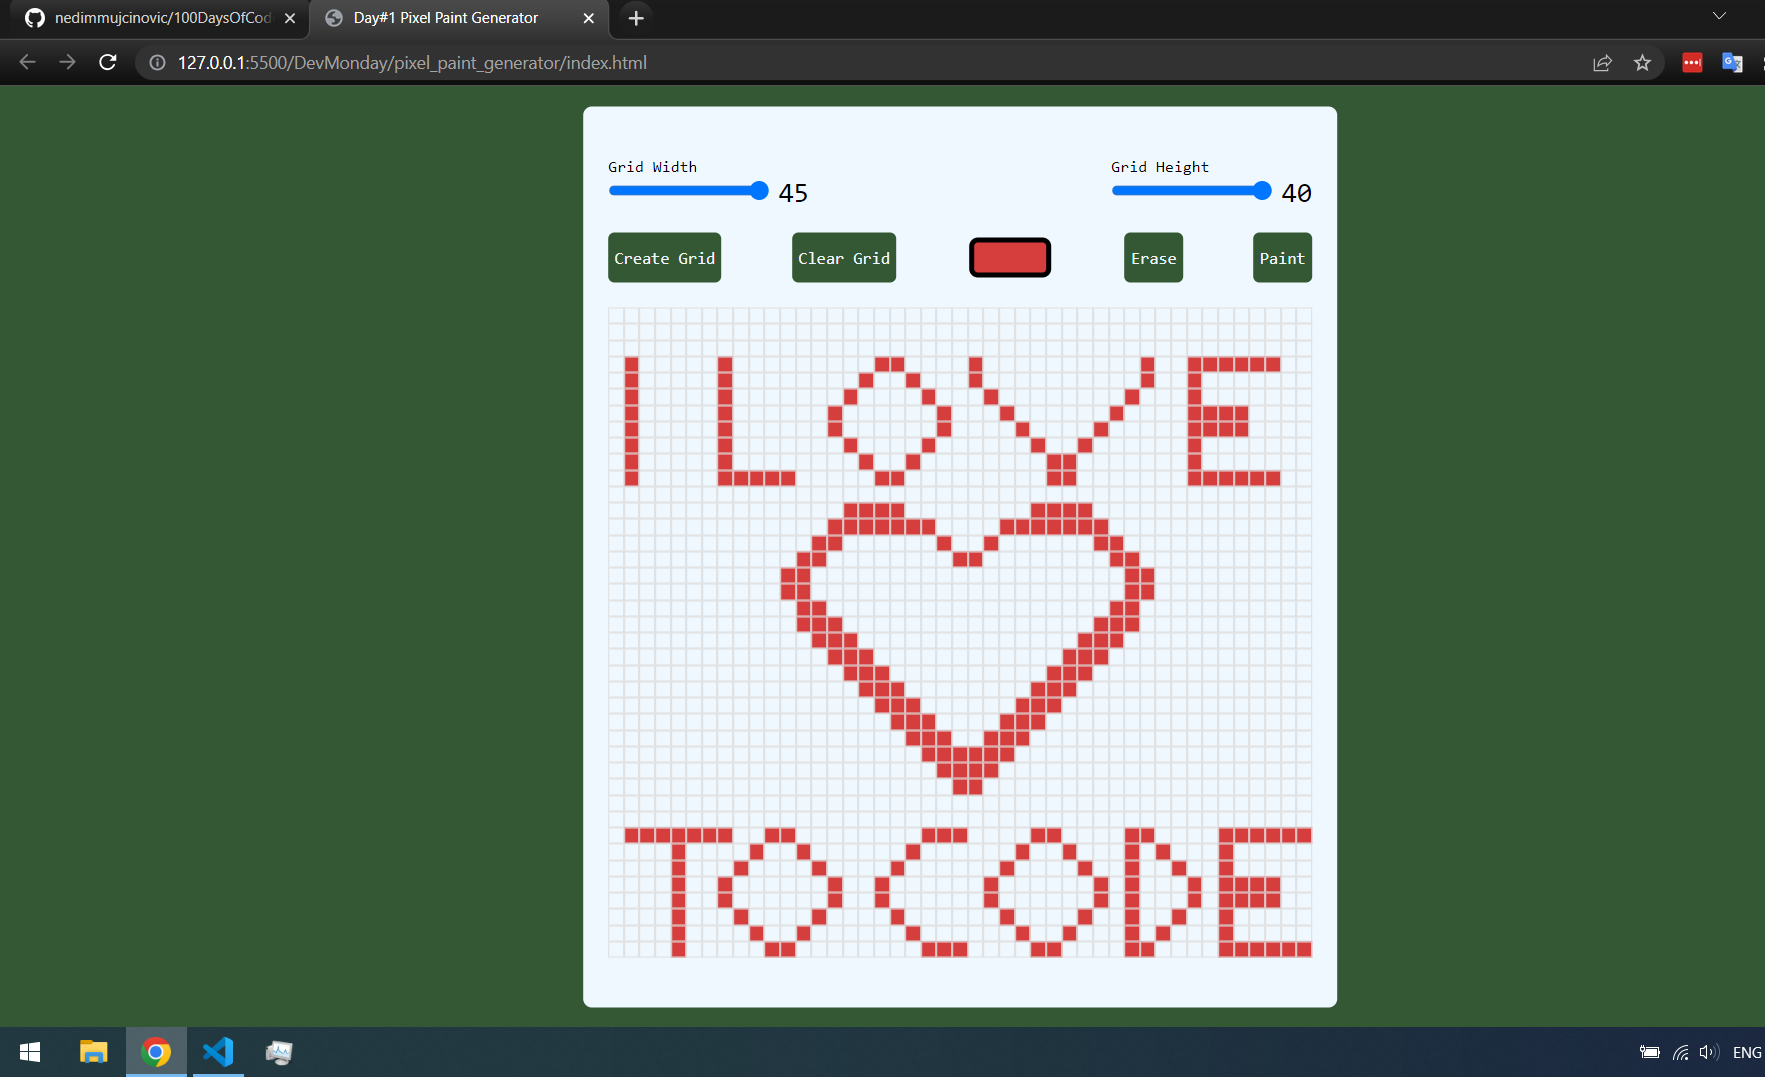 nedimmujcinovic/100DaysOfCod
Day#1 Pixel Paint Generator
127.0.0.1:5500/DevMonday/pixel_paint_generator/index.html
Grid Width
45
Grid Height
40
Create Grid
Clear Grid
Erase
Paint
I LOVE
TO CODE
ENG